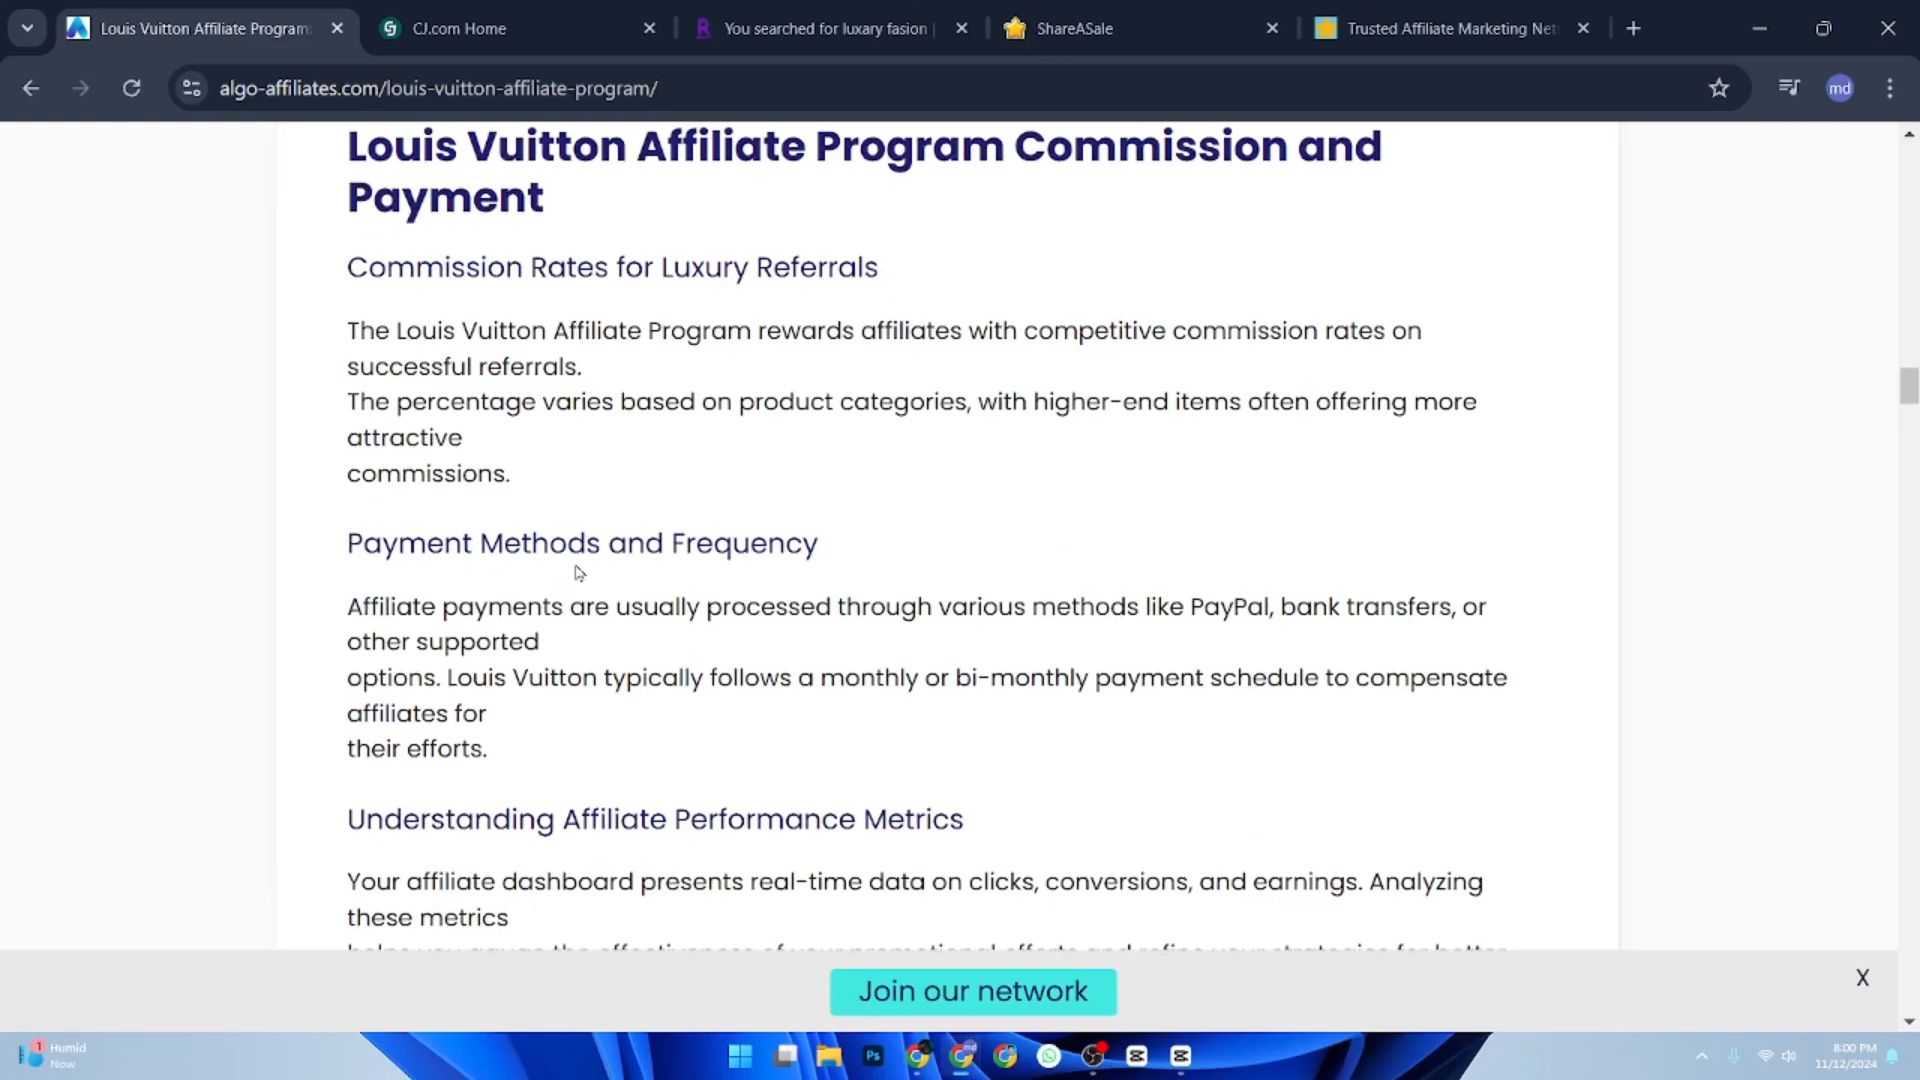 Louis Vuitton Affiliate Program:
CJ.com Home
You searched for luxary fasion |
ShareASale
Trusted Affiliate Marketing Net
algo-affiliates.com/louis-vuitton-affiliate-program/
md
Louis Vuitton Affiliate Program Commission and
Payment
Commission Rates for Luxury Referrals
The Louis Vuitton Affiliate Program rewards affiliates with competitive commission rates on
successful referrals.
The percentage varies based on product categories, with higher-end items often offering more
attractive
commissions.
Payment Methods and Frequency
Affiliate payments are usually processed through various methods like PayPal, bank transfers, or
other supported
options. Louis Vuitton typically follows a monthly or bi-monthly payment schedule to compensate
affiliates for
their efforts.
Understanding Affiliate Performance Metrics
Your affiliate dashboard presents real-time data on clicks, conversions, and earnings. Analyzing
these metrics
Join our network
X
1
Humid
Now
Ps
md
8:00 PM
11/12/2024